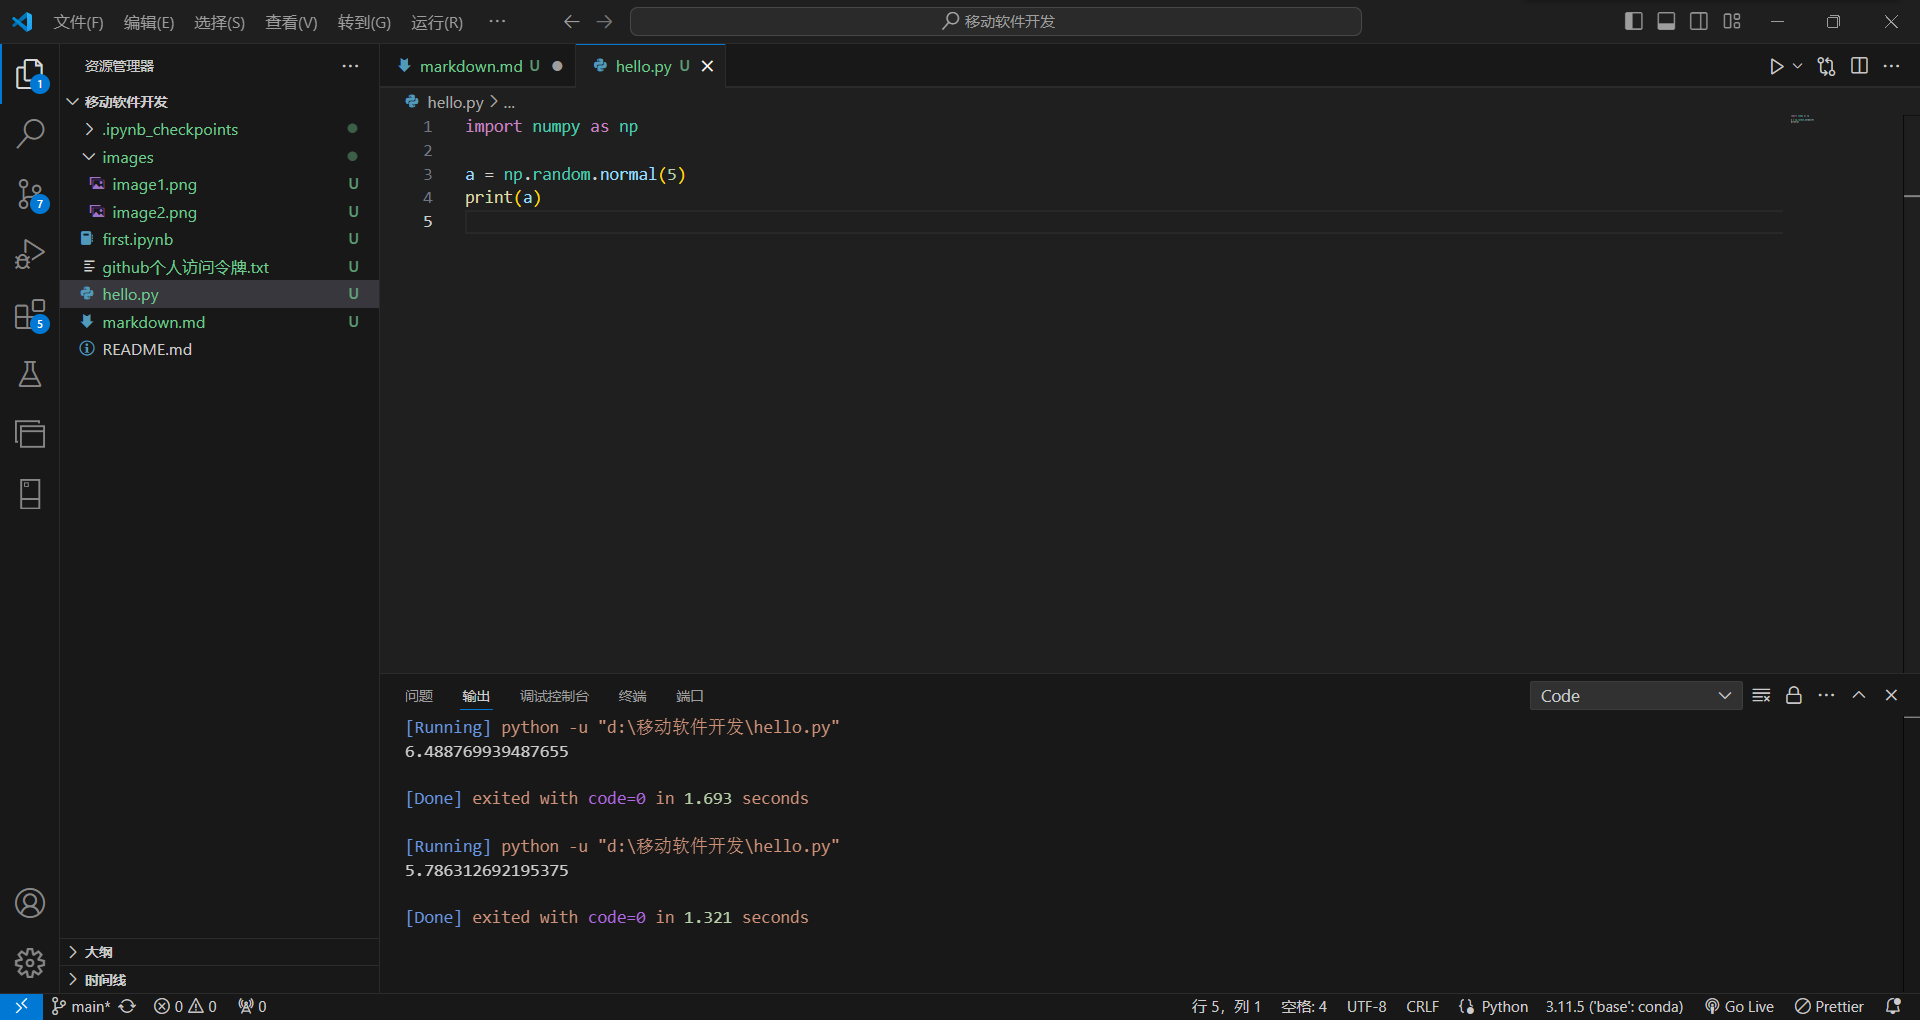 文件(F) 编辑(E) 选择(S) 查看(V) 转到(G) 运行(R) ··· 移动软件开发
资源管理器 ···
移动软件开发
.ipynb_checkpoints
images
image1.png U
image2.png U
first.ipynb U
github个人访问令牌.txt U
hello.py U
markdown.md U
README.md
1
7
5
大纲
时间线
markdown.md U
hello.py U
hello.py > ...
1 import numpy as np
2
3 a = np.random.normal(5)
4 print(a)
5
问题 输出 调试控制台 终端 端口
Code
[Running] python -u "d:\移动软件开发\hello.py"
6.488769939487655
[Done] exited with code=0 in 1.693 seconds
[Running] python -u "d:\移动软件开发\hello.py"
5.786312692195375
[Done] exited with code=0 in 1.321 seconds
main* 0 0 0 行 5, 列 1 空格: 4 UTF-8 CRLF Python 3.11.5 ('base': conda) Go Live Prettier